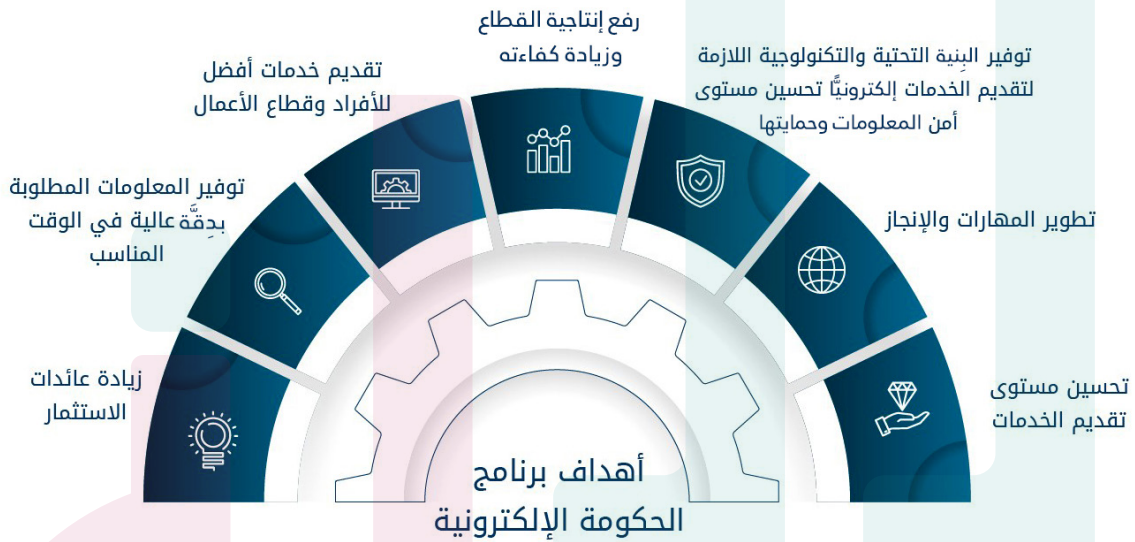 رفع إنتاجية القطاع
وزيادة كفاءته
توفير البِنية التحتية والتكنولوجية اللازمة
لتقديم الخدمات إلكترونيًّا تحسين مستوى
أمن المعلومات وحمايتها
تقديم خدمات أفضل
للأفراد وقطاع الأعمال
توفير المعلومات المطلوبة
بدِقَّة عالية في الوقت
المناسب
تطوير المهارات والإنجاز
زيادة عائدات
الاستثمار
تحسين مستوى
تقديم الخدمات
أهداف برنامج
الحكومة الإلكترونية